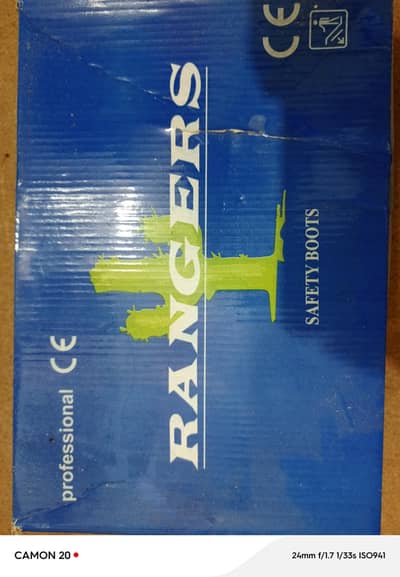 professional CE
RANGERS
SAFETY BOOTS
CE
CAMON 20
24mm f/1.7 1/33s ISO941